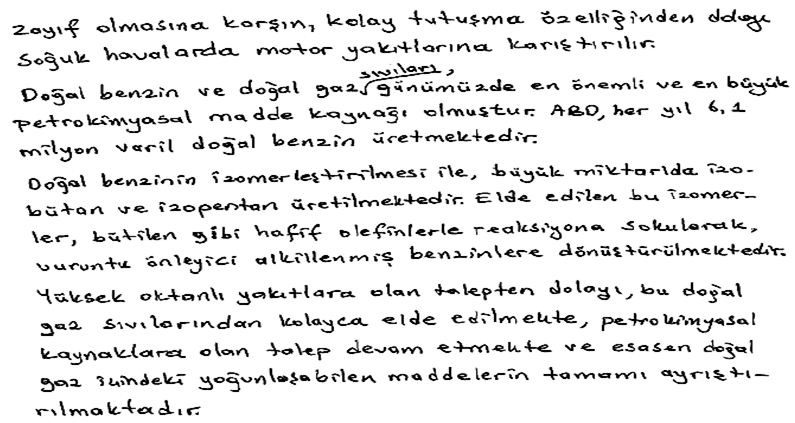 zayıf olmasına karşın, kolay tutuşma özelliğinden dolayı
soğuk havalarda motor yakıtlarına karıştırılır.
Doğal benzin ve doğal gaz sıvıları, günümüzde en önemli ve en büyük
petrokimyasal madde kaynağı olmuştur. ABD, her yıl 6,1
milyon varil doğal benzin üretmektedir.
Doğal benzinin izomerleştirilmesi ile, büyük miktarda izo-
bütan ve izopentan üretilmektedir. Elde edilen bu izomer-
ler, bütilen gibi hafif olefinlerle reaksiyona sokularak,
vuruntu önleyici alkillenmiş benzinlere dönüştürülmektedir.
Yüksek oktanlı yakıtlara olan talepten dolayı, bu doğal
gaz sıvılarından kolayca elde edilmekte, petrokimyasal
kaynaklara olan talep devam etmekte ve esasen doğal
gaz içindeki yoğunlaşabilen maddelerin tamamı ayrıştı-
rılmaktadır.